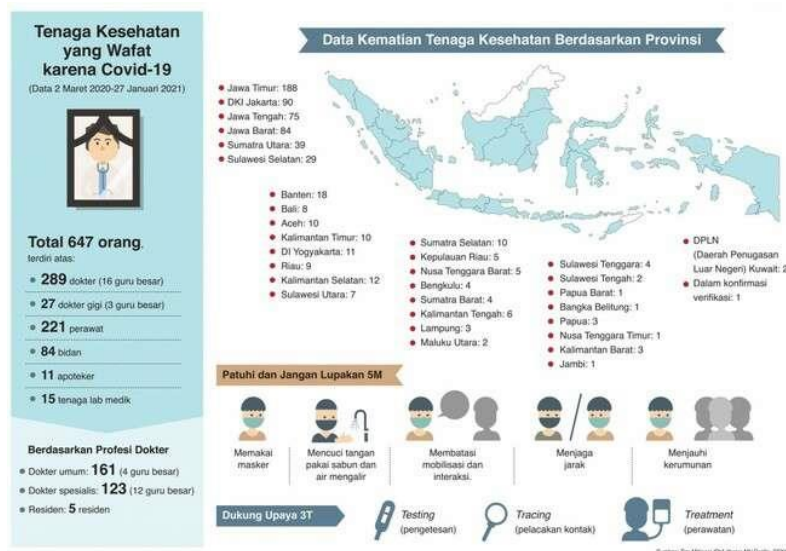 Tenaga Kesehatan
yang Wafat
karena Covid-19
(Data 2 Maret 2020-27 Januari 2021)
Total 647 orang.
terdiri atas:
289 dokter (16 guru besar)
27 dokter gigi (3 guru besar)
221 perawat
84 bidan
11 apoteker
15 tenaga lab medik
Berdasarkan Profesi Dokter
Dokter umum: 161 (4 guru besar)
Dokter spesialis: 123 (12 guru besar)
Residen: 5 residen
Data Kematian Tenaga Kesehatan Berdasarkan Provinsi
Jawa Timur: 188
DKI Jakarta: 90
Jawa Tengah: 75
Jawa Barat: 84
Sumatra Utara: 39
Sulawesi Selatan: 29
Banten: 18
Bali: 8
Aceh: 10
Kalimantan Timur: 10
DI Yogyakarta: 11
Riau: 9
Kalimantan Selatan: 12
Sulawesi Utara: 7
Sumatra Selatan: 10
Kepulauan Riau: 5
Nusa Tenggara Barat: 5
Bengkulu: 4
Sumatra Barat: 4
Kalimantan Tengah: 6
Lampung: 3
Maluku Utara: 2
Sulawesi Tenggara: 4
Sulawesi Tengah: 2
Papua Barat: 1
Bangka Belitung: 1
Papua: 3
Nusa Tenggara Timur: 1
Kalimantan Barat: 3
Jambi: 1
DPLN
(Daerah Penugasan
Luar Negeri) Kuwait: 2
Dalam konfirmasi
verifikasi: 1
Patuhi dan Jangan Lupakan 5M
Memakai
masker
Mencuci tangan
pakai sabun dan
air mengalir
Membatasi
mobilisasi dan
interaksi.
Menjaga
jarak
Menjauhi
kerumunan
Dukung Upaya 3T
Testing
(pengetesan)
Tracing
(pelacakan kontak)
Treatment
(perawatan)